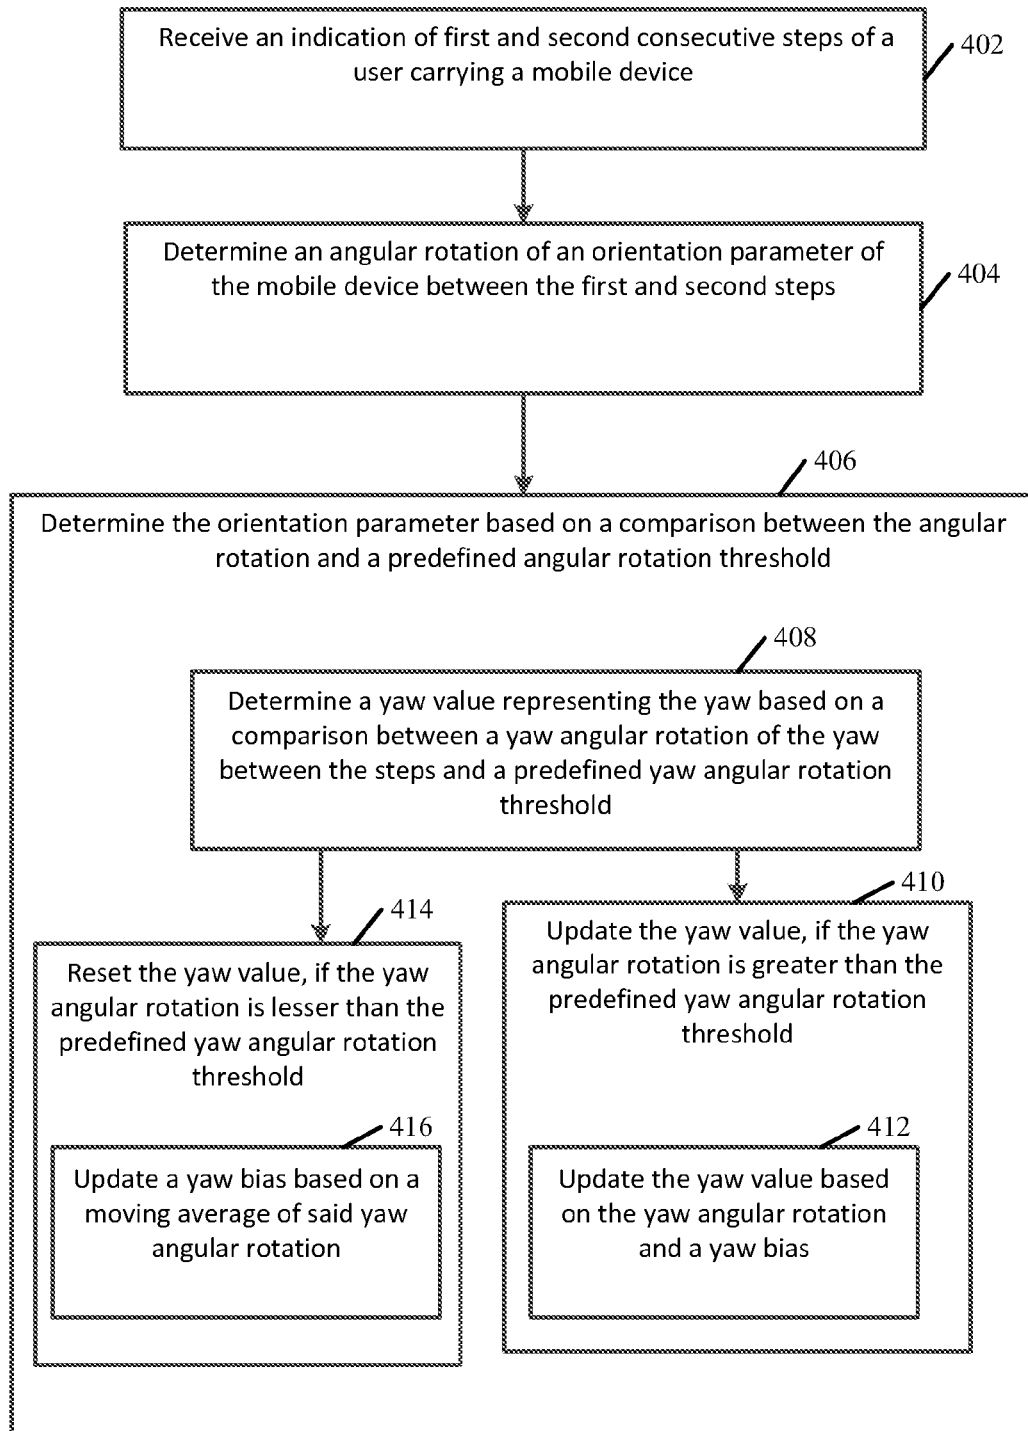 Receive an indication of first and second consecutive steps of a
user carrying a mobile device
402
Determine an angular rotation of an orientation parameter of
the mobile device between the first and second steps
404
406
Determine the orientation parameter based on a comparison between the angular
rotation and a predefined angular rotation threshold
408
Determine a yaw value representing the yaw based on a
comparison between a yaw angular rotation of the yaw
between the steps and a predefined yaw angular rotation
threshold
414
Reset the yaw value, if the yaw
angular rotation is lesser than the
predefined yaw angular rotation
threshold
416
Update a yaw bias based on a
moving average of said yaw
angular rotation
410
Update the yaw value, if the yaw
angular rotation is greater than the
predefined yaw angular rotation
threshold
412
Update the yaw value based
on the yaw angular rotation
and a yaw bias